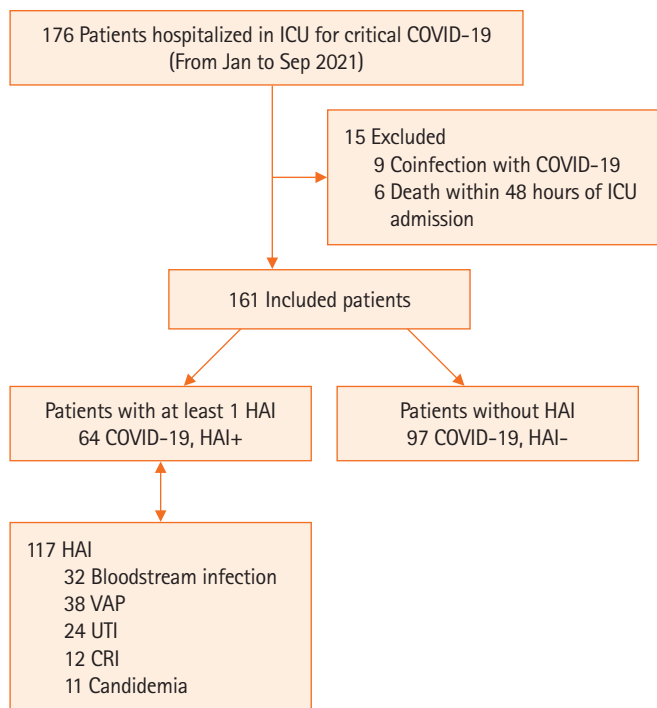 176 Patients hospitalized in ICU for critical COVID-19
(From Jan to Sep 2021)
15 Excluded
9 Coinfection with COVID-19
6 Death within 48 hours of ICU
admission
161 Included patients
Patients with at least 1 HAI
64 COVID-19, HAI+
Patients without HAI
97 COVID-19, HAI-
117 HAI
32 Bloodstream infection
38 VAP
24 UTI
12 CRI
11 Candidemia